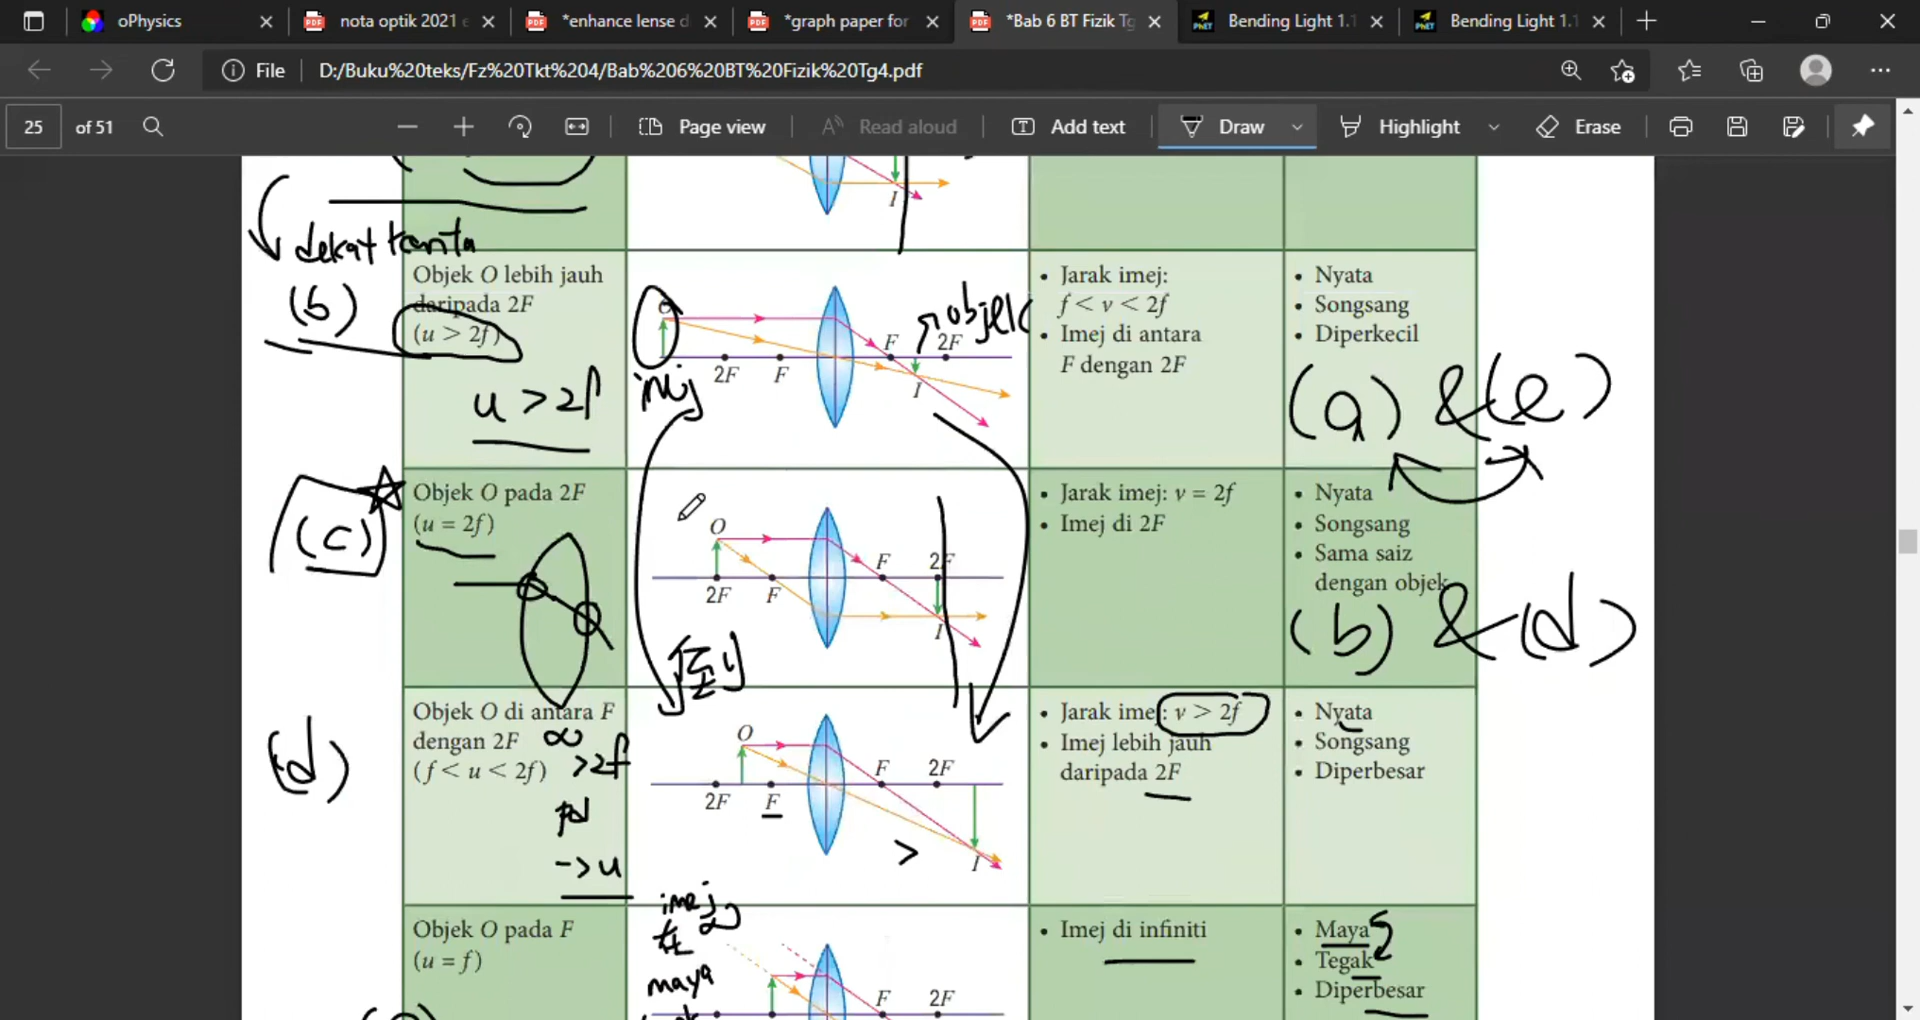 oPhysics
nota optik 2021 e
*enhance lense d
*graph paper for
*Bab 6 BT Fizik Tg
Bending Light 1.1
Bending Light 1.1
File
D:/Buku%20teks/Fz%20Tkt%204/Bab%206%20BT%20Fizik%20Tg4.pdf
25
of 51
Page view
Read aloud
Add text
Draw
Highlight
Erase
I
dekat kanta
(b)
Objek O lebih jauh
daripada 2F
(u > 2f)
u > 2f
O
2F F
F 2F
I
objek
imej
• Jarak imej:
f < v < 2f
• Imej di antara
F dengan 2F
• Nyata
• Songsang
• Diperkecil
(a) & (e)
(c)
Objek O pada 2F
(u = 2f)
O
2F F
F 2F
I
• Jarak imej: v = 2f
• Imej di 2F
• Nyata
• Songsang
• Sama saiz
dengan objek
(b) & (d)
(d)
Objek O di antara F
dengan 2F
(f < u < 2f)
∞
>2f
-> u
O
2F F
F 2F
I
>
• Jarak imej: v > 2f
• Imej lebih jauh
daripada 2F
• Nyata
• Songsang
• Diperbesar
Objek O pada F
(u = f)
imej
在 ∞
maya
F 2F
• Imej di infiniti
• Maya
• Tegak
• Diperbesar